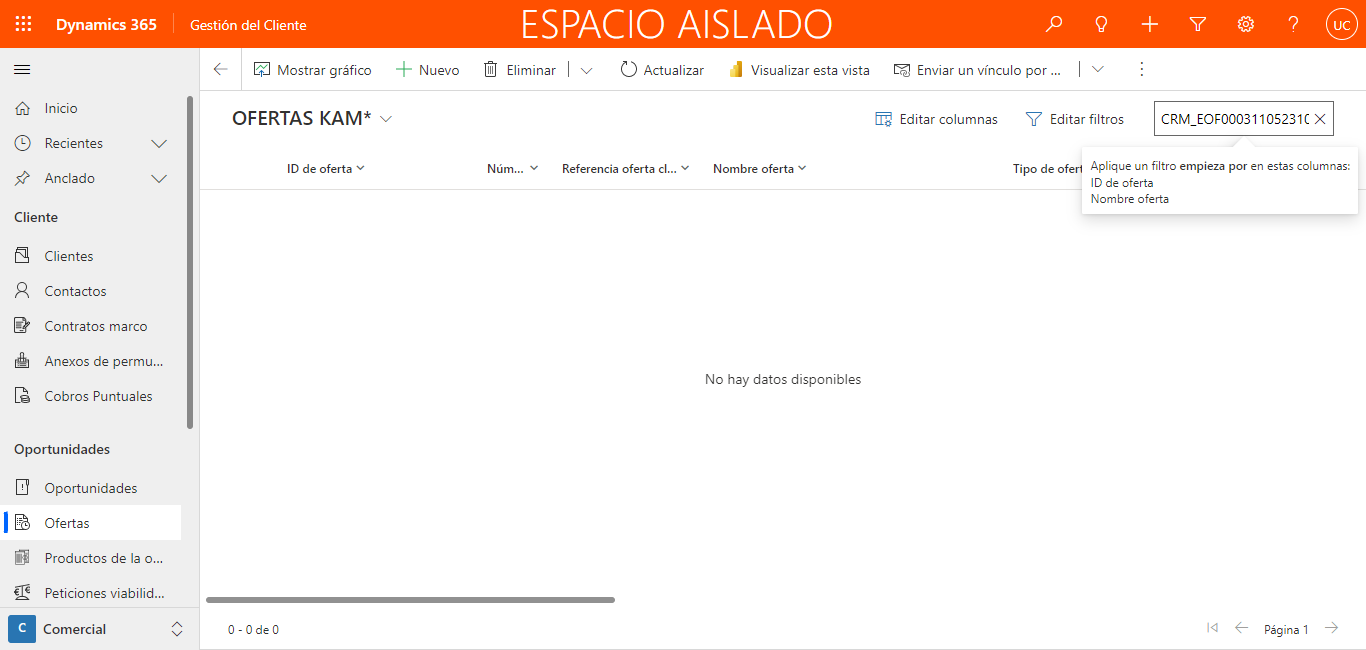 Dynamics 365 Gestión del Cliente ESPACIO AISLADO UC
Mostrar gráfico Nuevo Eliminar Actualizar Visualizar esta vista Enviar un vínculo por ...
Inicio
Recientes
Anclado
Cliente
Clientes
Contactos
Contratos marco
Anexos de permu...
Cobros Puntuales
Oportunidades
Oportunidades
Ofertas
Productos de la o...
Peticiones viabilid...
C Comercial
OFERTAS KAM* Editar columnas Editar filtros CRM_EOF00031105231
ID de oferta Núm... Referencia oferta cl... Nombre oferta Tipo de ofert
Aplique un filtro empieza por en estas columnas:
ID de oferta
Nombre oferta
No hay datos disponibles
0 - 0 de 0 Página 1